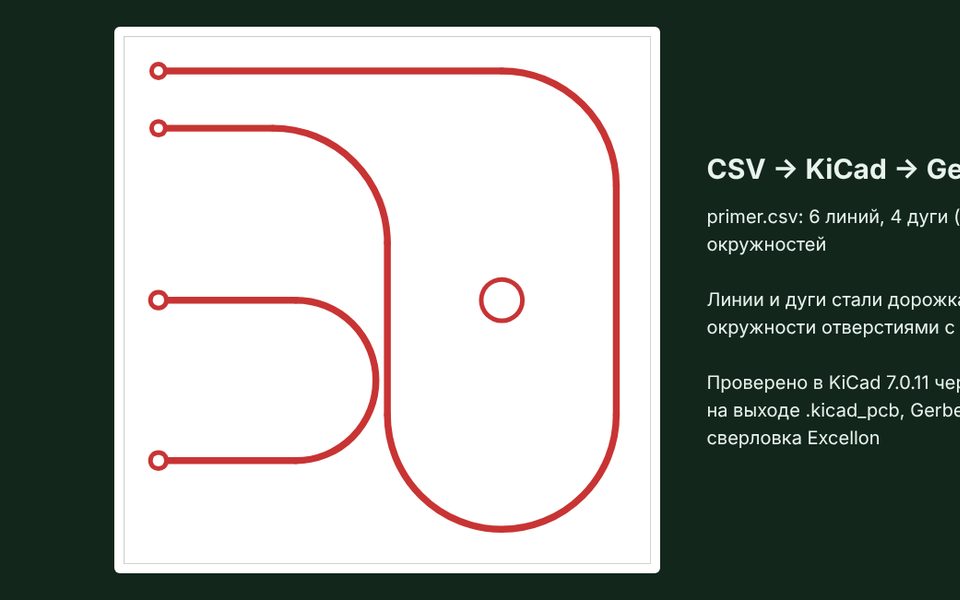 CSV → KiCad → Ge
primer.csv: 6 линий, 4 дуги (
окружностей
Линии и дуги стали дорожка
окружности отверстиями с
Проверено в KiCad 7.0.11 чер
на выходе .kicad_pcb, Gerbe
сверловка Excellon